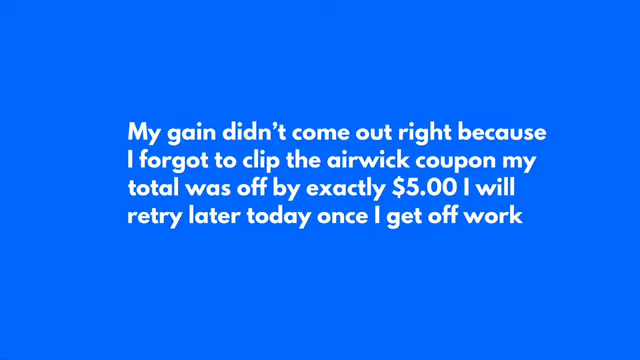 My gain didn't come out right because
I forgot to clip the airwick coupon my
total was off by exactly $5.00 I will
retry later today once I get off work